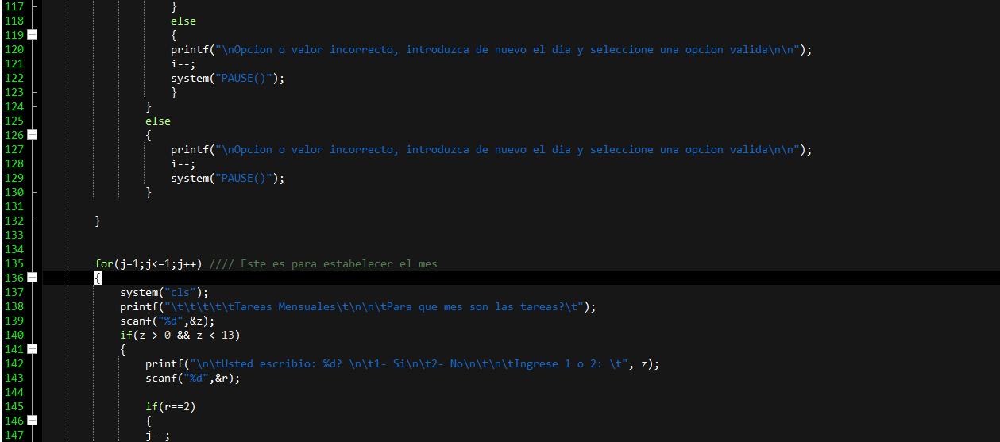 117 }
118 else
119 {
120 printf("\nOpcion o valor incorrecto, introduzca de nuevo el dia y seleccione una opcion valida\n\n");
121 i--;
122 system("PAUSE()");
123 }
124 }
125 else
126 {
127 printf("\nOpcion o valor incorrecto, introduzca de nuevo el dia y seleccione una opcion valida\n\n");
128 i--;
129 system("PAUSE()");
130 }
131
132 }
133
134
135 for(j=1;j<=1;j++) //// Este es para estabelecer el mes
136 {
137 system("cls");
138 printf("\t\t\t\t\tTareas Mensuales\t\n\n\tPara que mes son las tareas?\t");
139 scanf("%d",&z);
140 if(z > 0 && z < 13)
141 {
142 printf("\n\tUsted escribio: %d? \n\t1- Si\n\t2- No\n\t\n\tIngrese 1 o 2: \t", z);
143 scanf("%d",&r);
144
145 if(r==2)
146 {
147 j--;